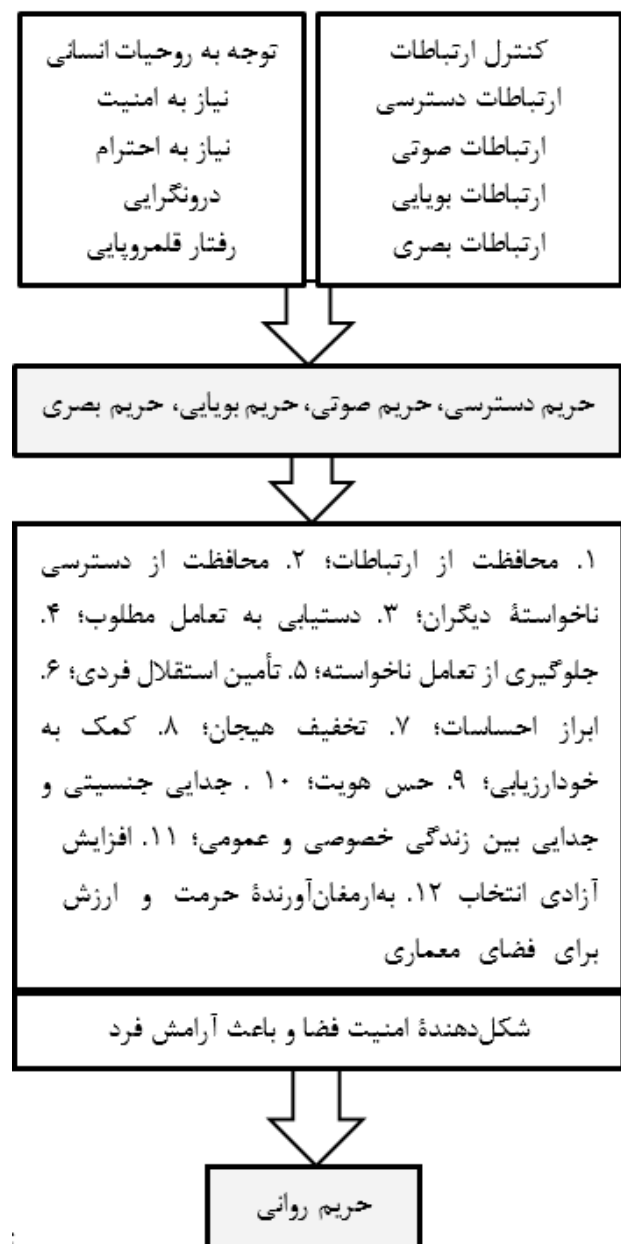 کنترل ارتباطات
ارتباطات دسترسی
ارتباطات صوتی
ارتباطات بویایی
ارتباطات بصری
توجه به روحیات انسانی
نیاز به امنیت
نیاز به احترام
درونگرایی
رفتار قلمروپایی
حریم دسترسی، حریم صوتی، حریم بویایی، حریم بصری
۱. محافظت از ارتباطات؛ ۲. محافظت از دسترسی
ناخواستهٔ دیگران؛ ۳. دستیابی به تعامل مطلوب؛ ۴.
جلوگیری از تعامل ناخواسته؛ ۵. تأمین استقلال فردی؛ ۶.
ابراز احساسات؛ ۷. تخفیف هیجان؛ ۸. کمک به
خودارزیابی؛ ۹. حس هویت؛ ۱۰ . جدایی جنسیتی و
جدایی بین زندگی خصوصی و عمومی؛ ۱۱. افزایش
آزادی انتخاب ۱۲. به‌ارمغان‌آورندهٔ حرمت و ارزش
برای فضای معماری
شکل‌دهندهٔ امنیت فضا و باعث آرامش فرد
حریم روانی